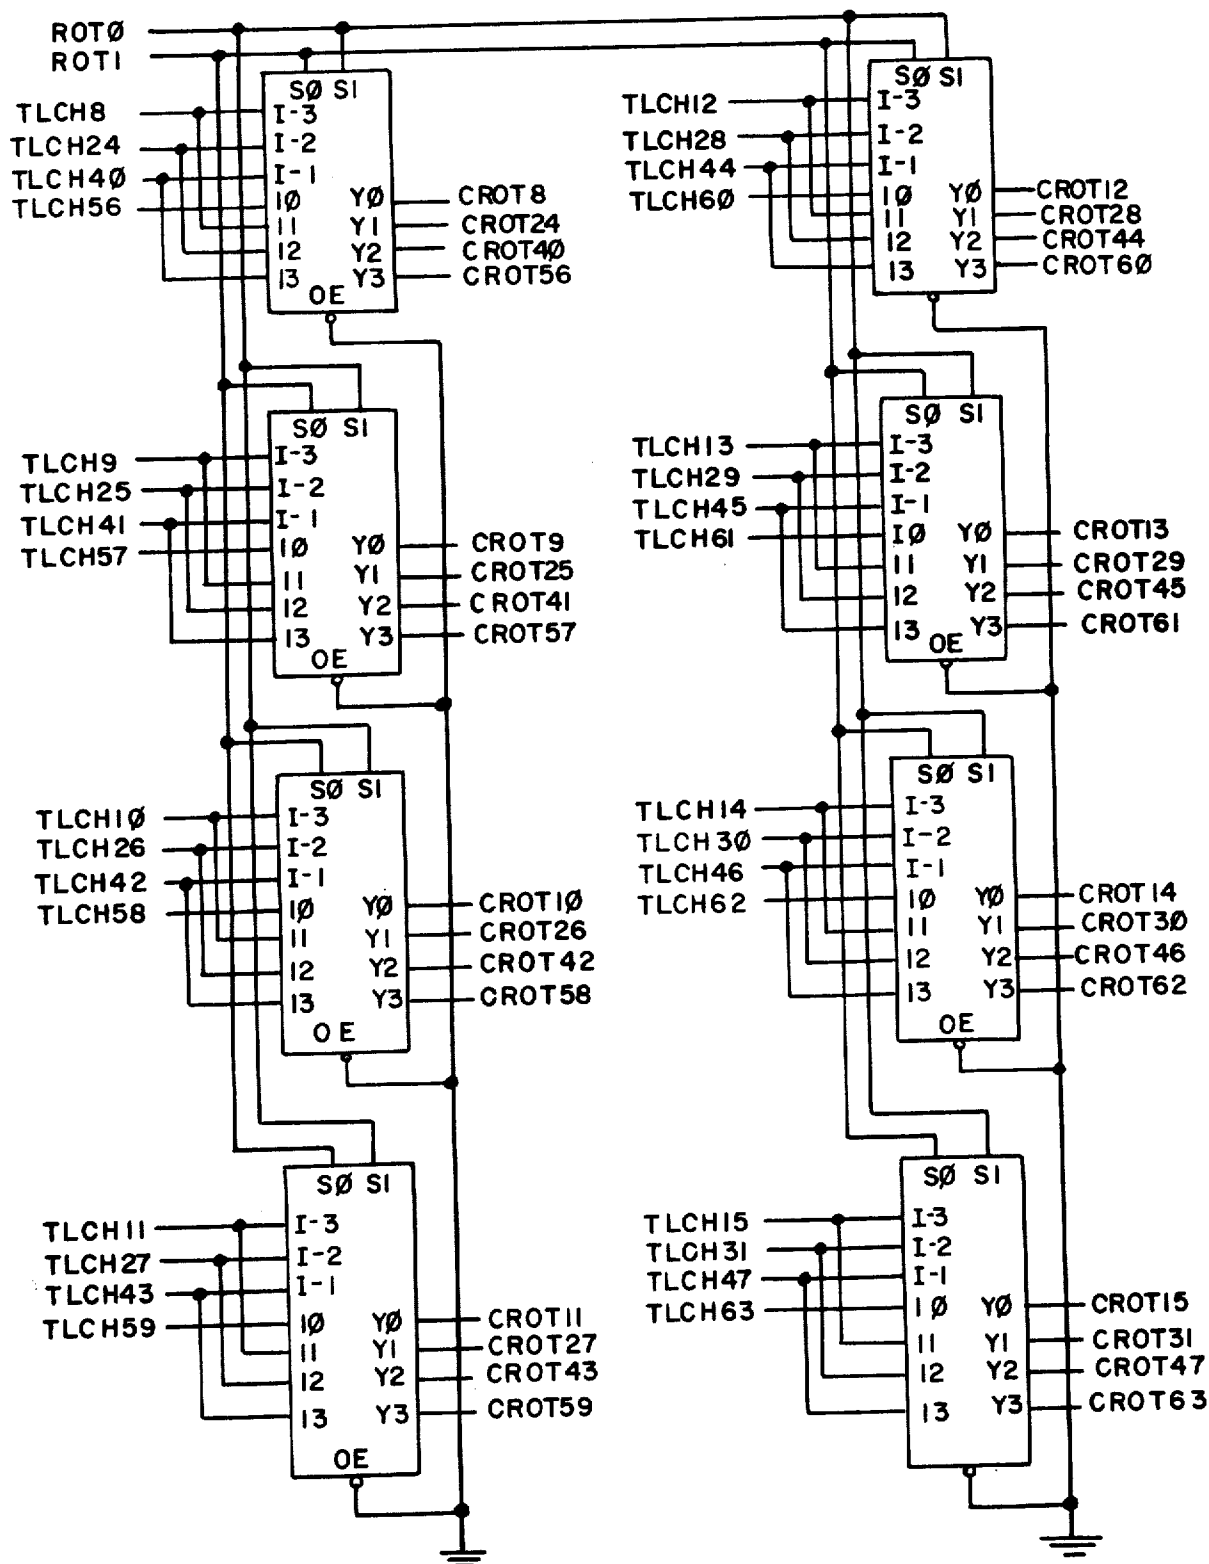 ROTØ
ROT1
SØ S1
TLCH8 I-3
TLCH24 I-2
TLCH4Ø I-1
TLCH56 IØ YØ CROT8
I1 Y1 CROT24
I2 Y2 CROT4Ø
I3 Y3 CROT56
OE
SØ S1
TLCH9 I-3
TLCH25 I-2
TLCH41 I-1
TLCH57 IØ YØ CROT9
I1 Y1 CROT25
I2 Y2 CROT41
I3 Y3 CROT57
OE
SØ S1
TLCH1Ø I-3
TLCH26 I-2
TLCH42 I-1
TLCH58 IØ YØ CROT1Ø
I1 Y1 CROT26
I2 Y2 CROT42
I3 Y3 CROT58
OE
SØ S1
TLCH11 I-3
TLCH27 I-2
TLCH43 I-1
TLCH59 IØ YØ CROT11
I1 Y1 CROT27
I2 Y2 CROT43
I3 Y3 CROT59
OE
SØ S1
TLCH12 I-3
TLCH28 I-2
TLCH44 I-1
TLCH6Ø IØ YØ CROT12
I1 Y1 CROT28
I2 Y2 CROT44
I3 Y3 CROT6Ø
SØ S1
TLCH13 I-3
TLCH29 I-2
TLCH45 I-1
TLCH61 IØ YØ CROT13
I1 Y1 CROT29
I2 Y2 CROT45
I3 Y3 CROT61
OE
SØ S1
TLCH14 I-3
TLCH3Ø I-2
TLCH46 I-1
TLCH62 IØ YØ CROT14
I1 Y1 CROT3Ø
I2 Y2 CROT46
I3 Y3 CROT62
OE
SØ S1
TLCH15 I-3
TLCH31 I-2
TLCH47 I-1
TLCH63 IØ YØ CROT15
I1 Y1 CROT31
I2 Y2 CROT47
I3 Y3 CROT63